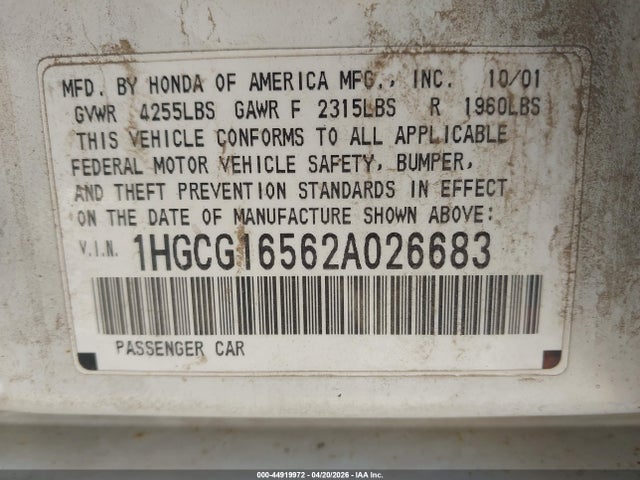 MFD. BY HONDA OF AMERICA MFG., INC. 10/01
GVWR 4255LBS GAWR F 2315LBS R 1960LBS
THIS VEHICLE CONFORMS TO ALL APPLICABLE
FEDERAL MOTOR VEHICLE SAFETY, BUMPER,
AND THEFT PREVENTION STANDARDS IN EFFECT
ON THE DATE OF MANUFACTURE SHOWN ABOVE:
V.I.N. 1HGCG16562A026683
PASSENGER CAR
000-44919972 | 04/20/2026 | IAA Inc.